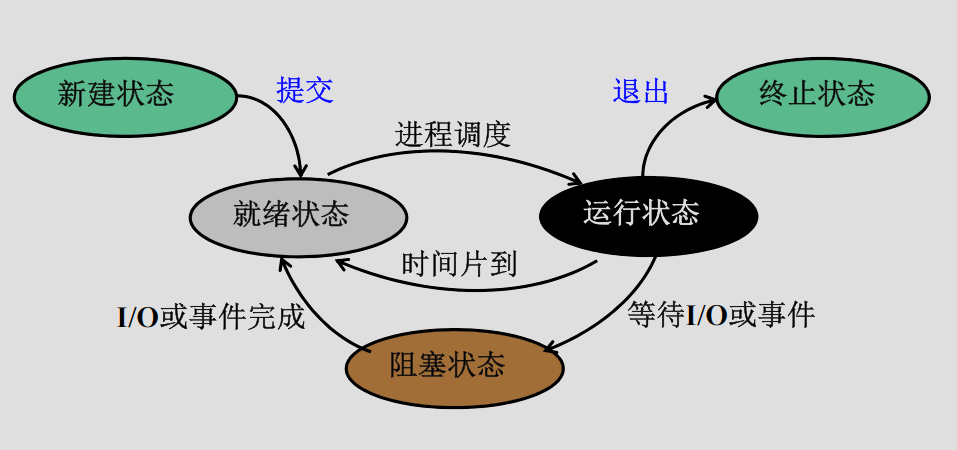 新建状态
提交
退出
终止状态
进程调度
就绪状态
运行状态
时间片到
I/O或事件完成
等待I/O或事件
阻塞状态